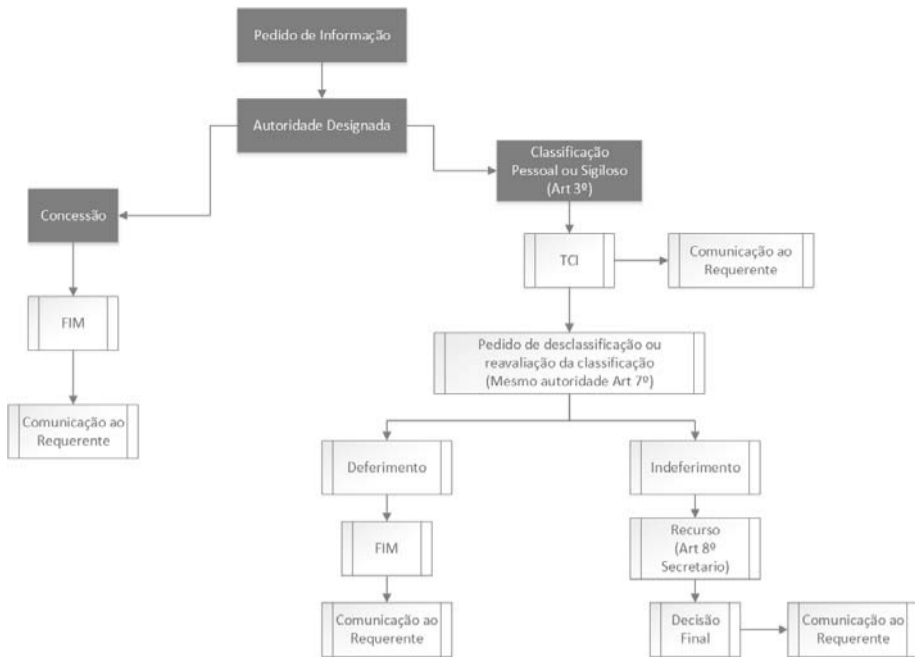 Pedido de Informação
Autoridade Designada
Classificação
Pessoal ou Sigiloso
(Art 3º)
Concessão
TCI
Comunicação ao
Requerente
FIM
Pedido de desclassificação ou
reavaliação da classificação
(Mesmo autoridade Art 7º)
Comunicação ao
Requerente
Deferimento
Indeferimento
FIM
Recurso
(Art 8º
Secretario)
Comunicação ao
Requerente
Decisão
Final
Comunicação ao
Requerente